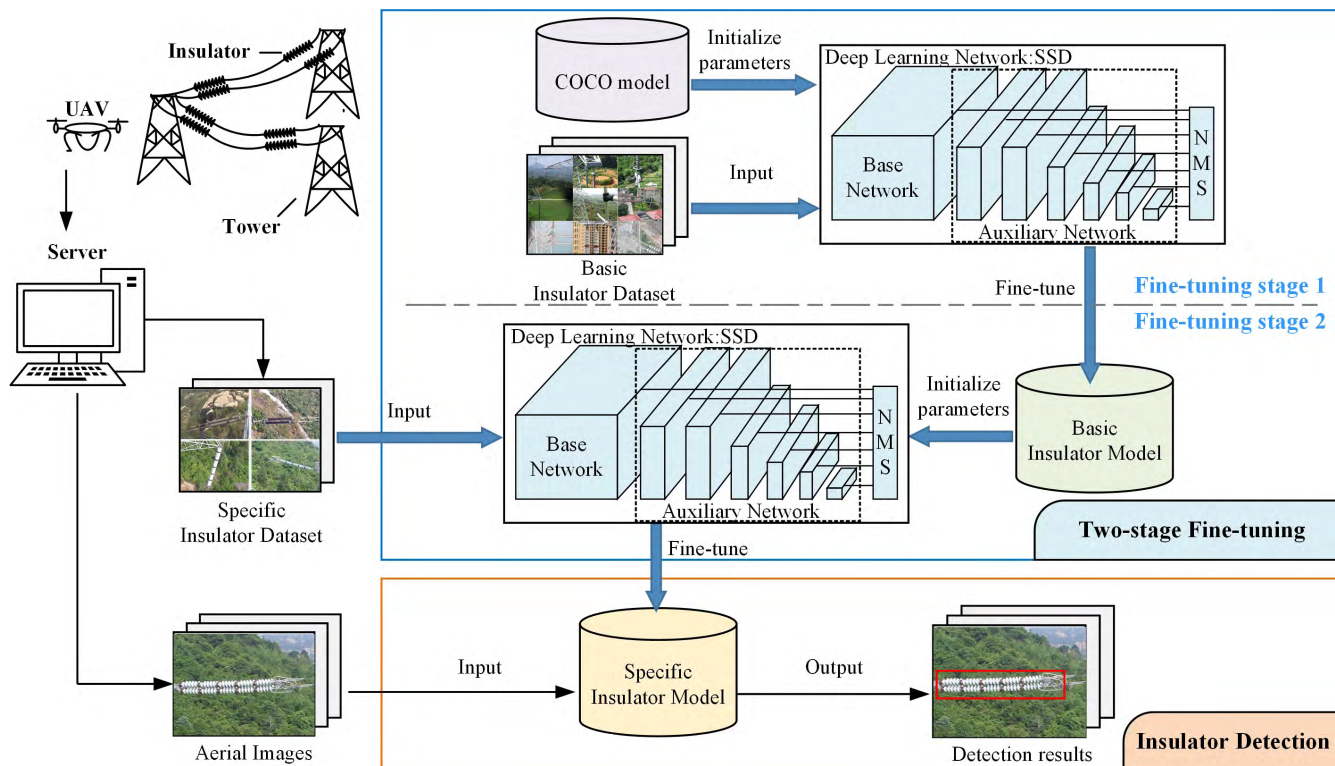 Insulator
UAV
Tower
Server
COCO model
Initialize
parameters
Deep Learning Network:SSD
Base
Network
Auxiliary Network
N
M
S
Input
Basic
Insulator Dataset
Fine-tune
Fine-tuning stage 1
Fine-tuning stage 2
Deep Learning Network:SSD
Base
Network
Auxiliary Network
N
M
S
Initialize
parameters
Basic
Insulator Model
Input
Specific
Insulator Dataset
Fine-tune
Two-stage Fine-tuning
Aerial Images
Input
Specific
Insulator Model
Output
Detection results
Insulator Detection